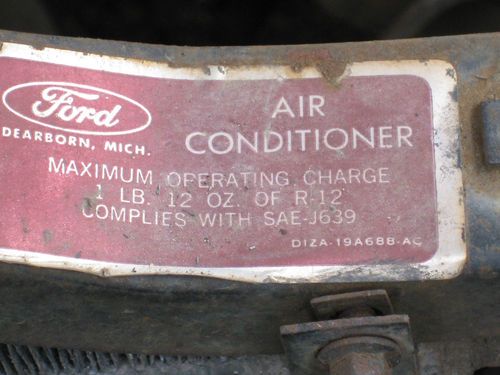 Ford
DEARBORN, MICH.
AIR
CONDITIONER
MAXIMUM OPERATING CHARGE
1 LB. 12 OZ. OF R-12
COMPLIES WITH SAE-J639
DIZA-19A688-AC